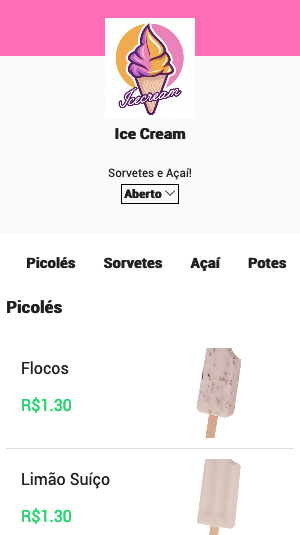 Icecream
Ice Cream
Sorvetes e Açaí!
Aberto
Picolés Sorvetes Açaí Potes
Picolés
Flocos
R$1.30
Limão Suíço
R$1.30